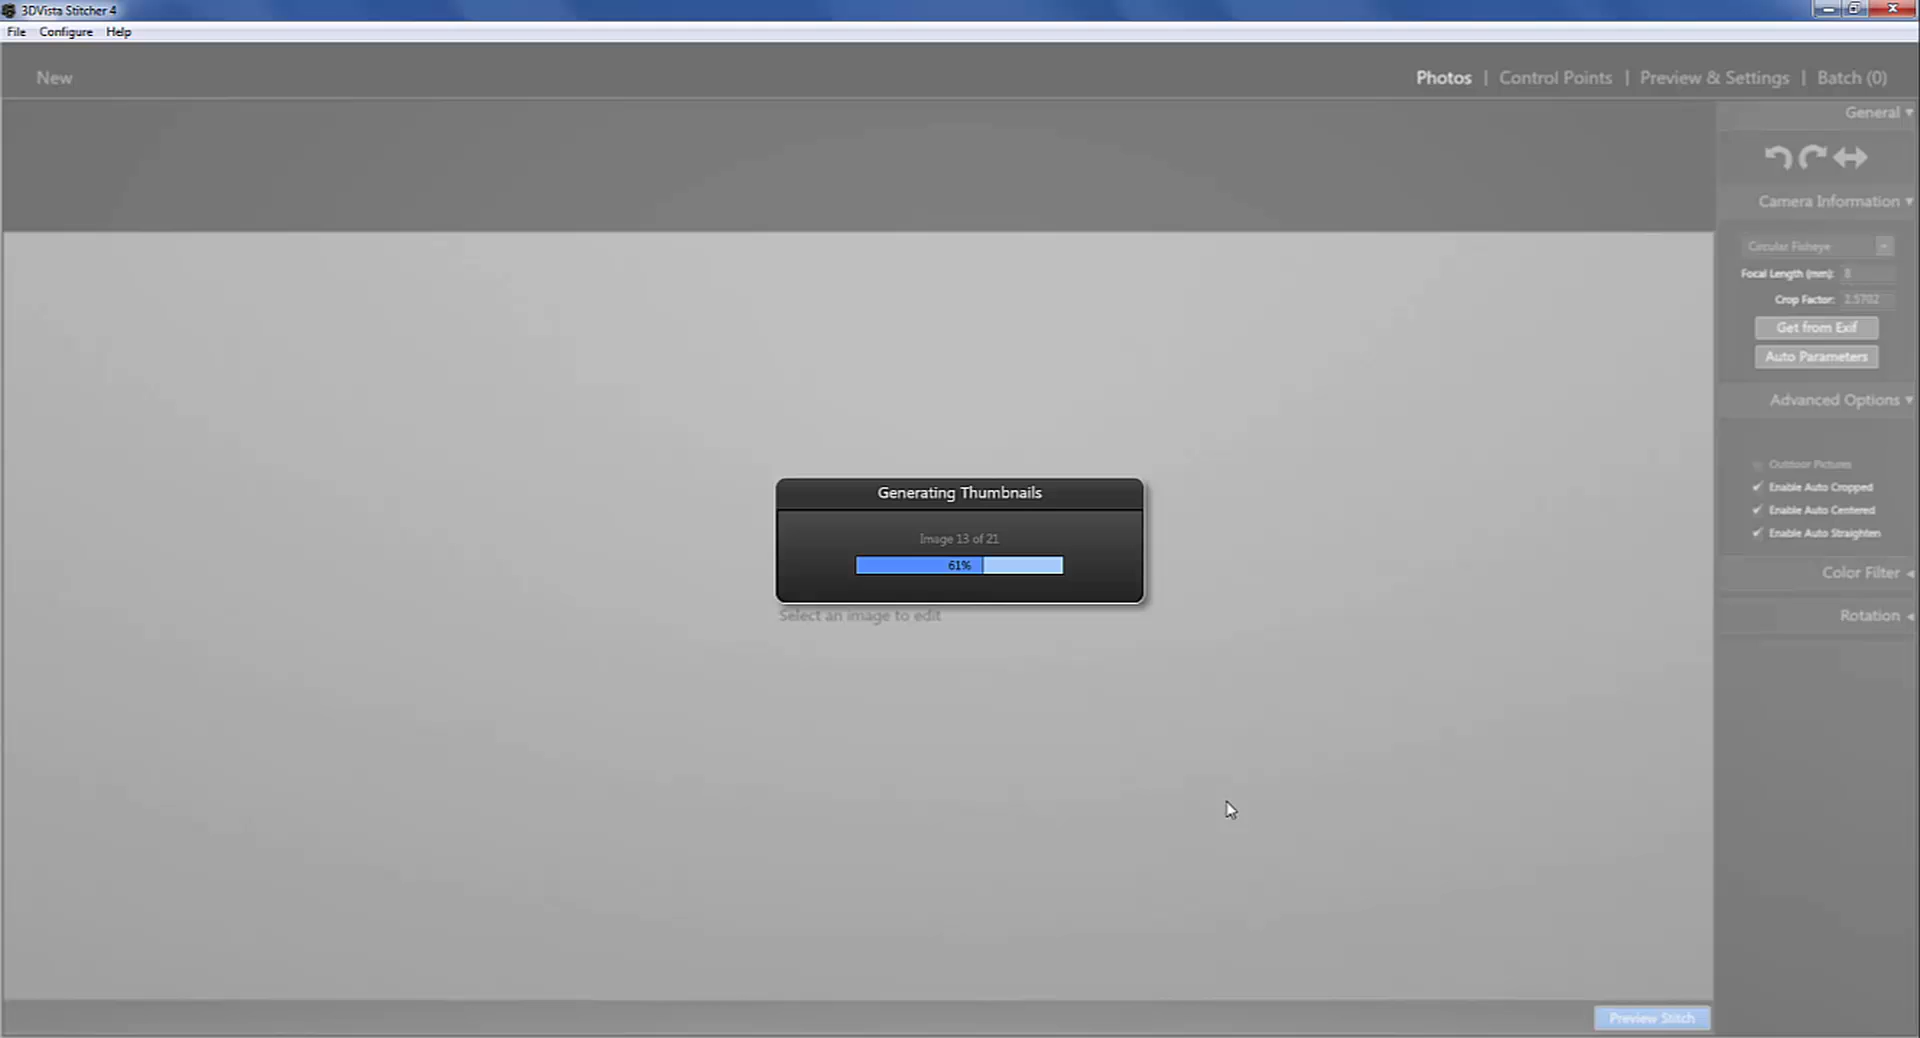 3DVista Stitcher 4
File Configure Help
New
Photos | Control Points | Preview & Settings | Batch (0)
General
Camera Information
Circular Fisheye
Focal Length (mm): 8
Crop Factor: 2.5702
Get from Exif
Auto Parameters
Advanced Options
Outdoor Pictures
Enable Auto Cropped
Enable Auto Centered
Enable Auto Straighten
Color Filter
Rotation
Generating Thumbnails
Image 13 of 21
61%
Select an image to edit
Preview Stitch